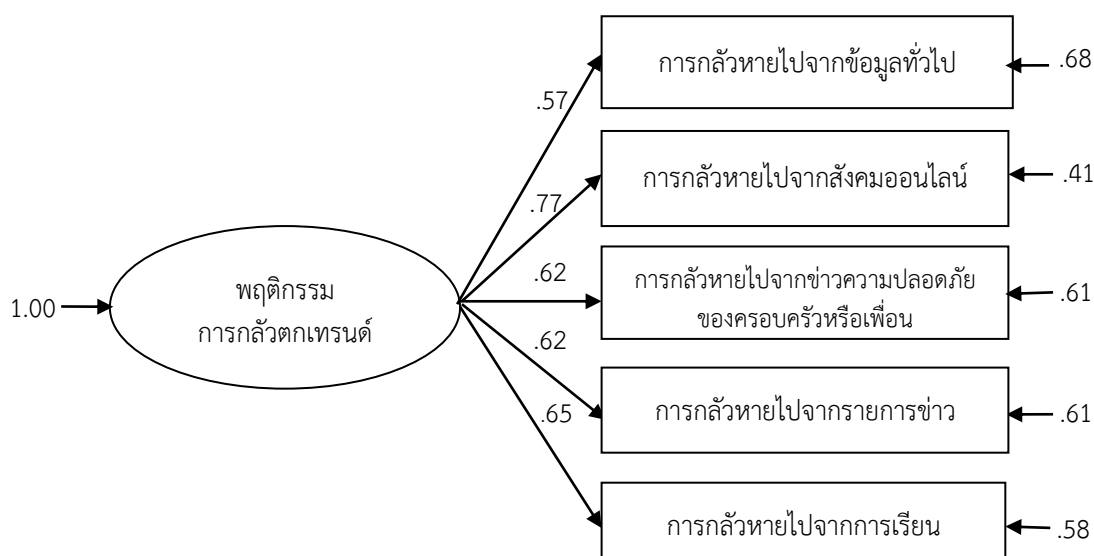 การกลัวหายไปจากข้อมูลทั่วไป
.68
.57
การกลัวหายไปจากสังคมออนไลน์
.41
.77
พฤติกรรม
การกลัวตกเทรนด์
1.00
.62
การกลัวหายไปจากข่าวความปลอดภัย
ของครอบครัวหรือเพื่อน
.61
.62
การกลัวหายไปจากรายการข่าว
.61
.65
การกลัวหายไปจากการเรียน
.58